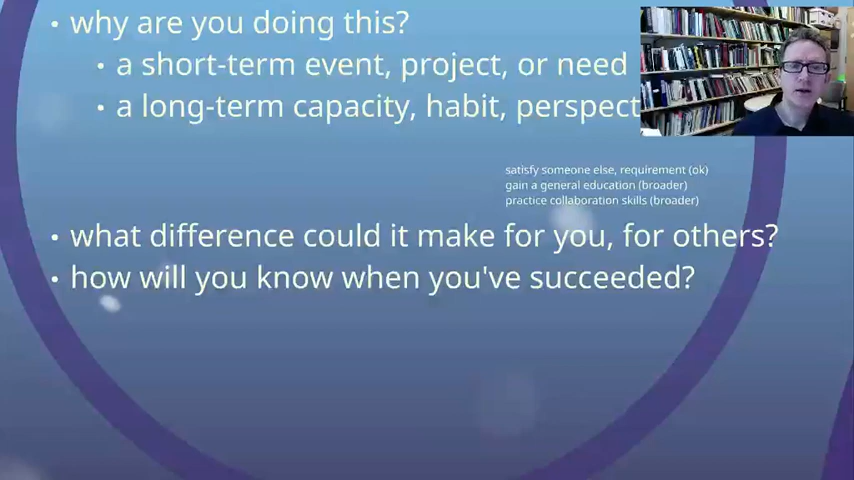 • why are you doing this?
• a short-term event, project, or need
• a long-term capacity, habit, perspect
satisfy someone else, requirement (ok)
gain a general education (broader)
practice collaboration skills (broader)
• what difference could it make for you, for others?
• how will you know when you've succeeded?